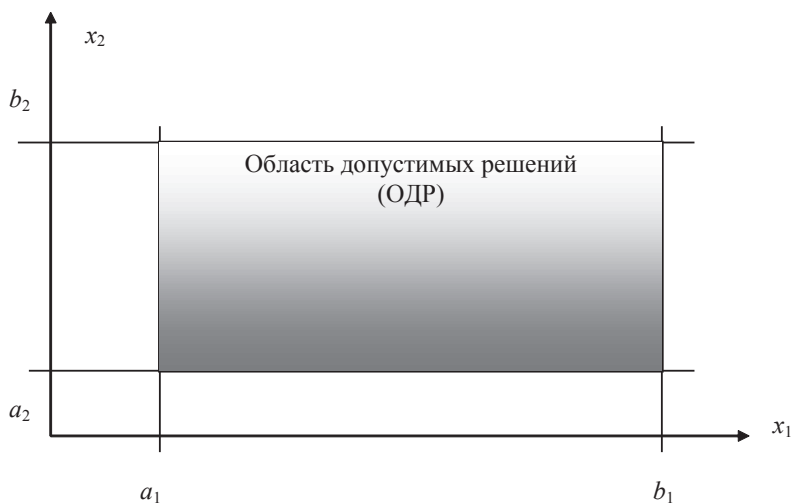 x₂
b₂
Область допустимых решений
(ОДР)
a₂
x₁
a₁
b₁